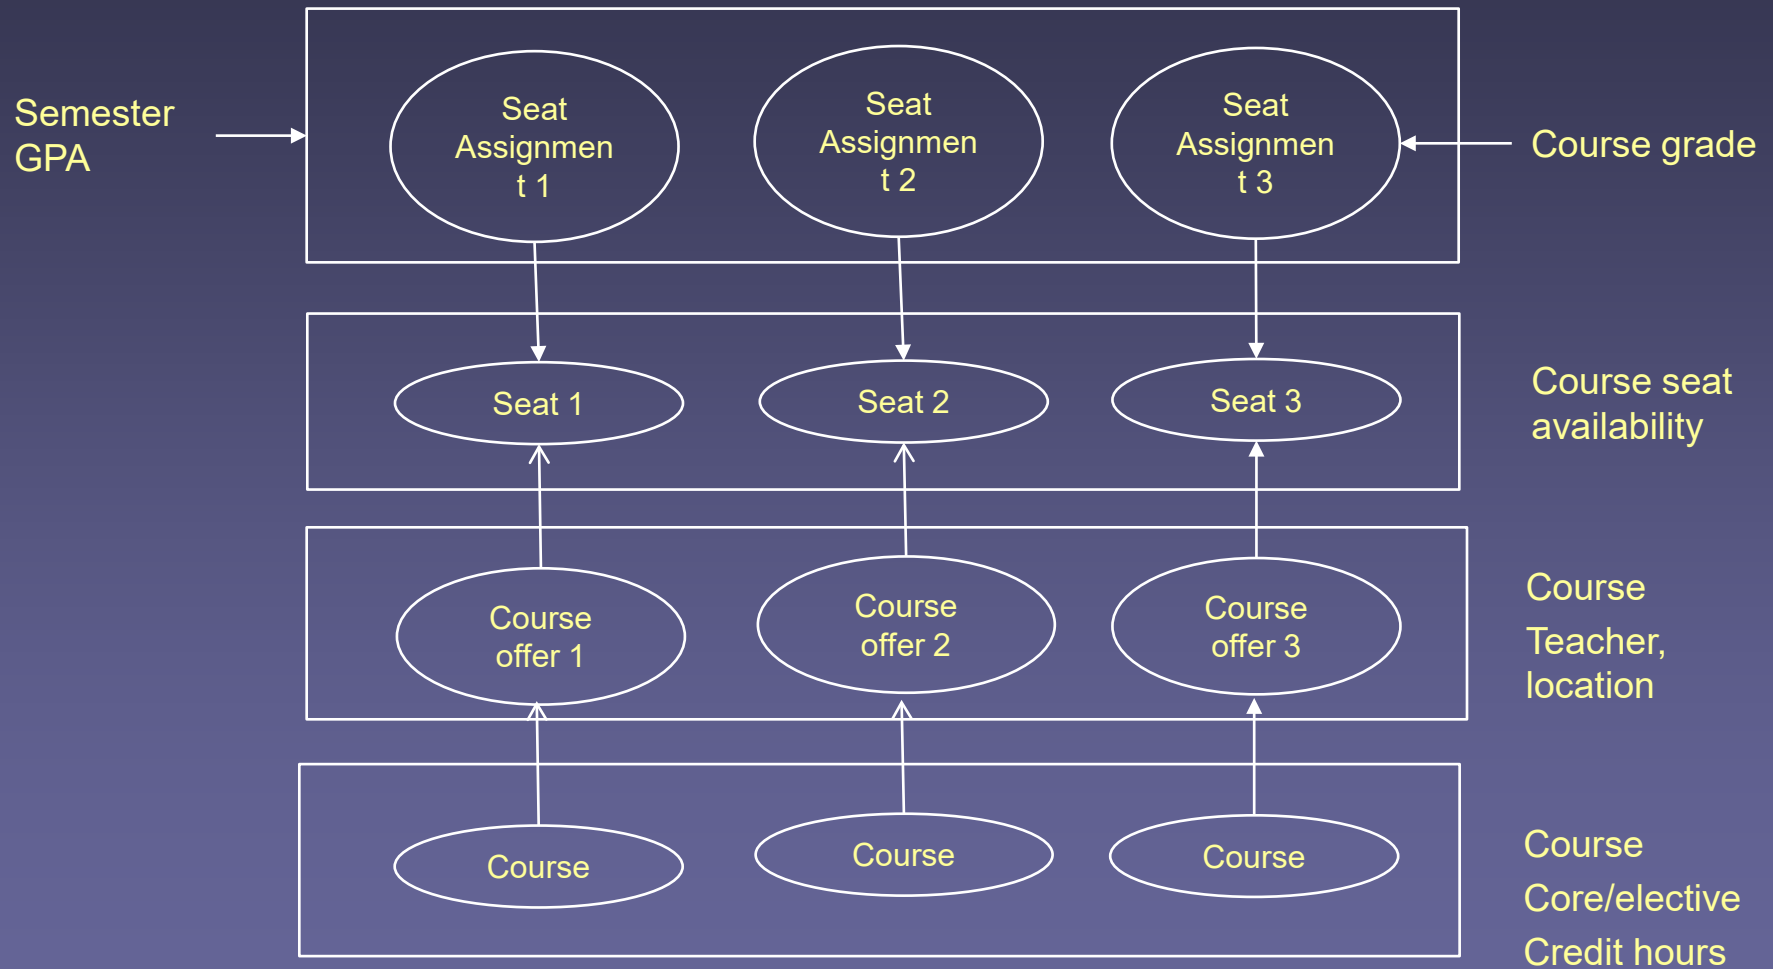 Semester
GPA
Seat
Assignmen
t 1
Seat
Assignmen
t 2
Seat
Assignmen
t 3
Course grade
Seat 1
Seat 2
Seat 3
Course seat
availability
Course
offer 1
Course
offer 2
Course
offer 3
Course
Teacher,
location
Course
Course
Course
Course
Core/elective
Credit hours